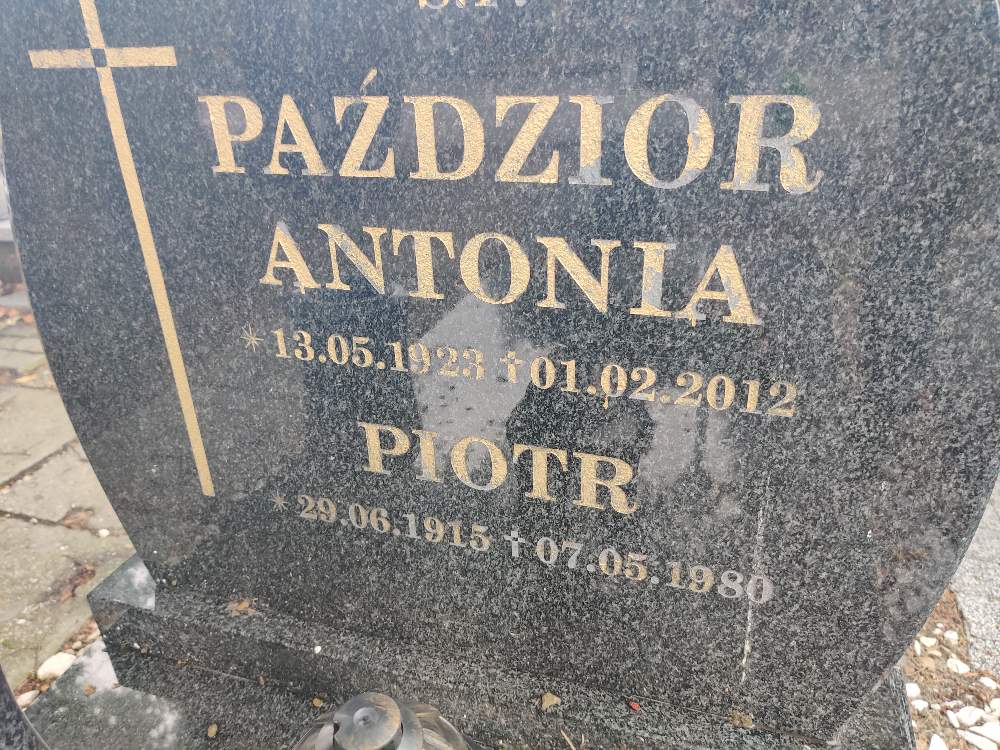 Ś.P.
PAŹDZIOR
ANTONIA
* 13.05.1923 ✝ 01.02.2012
PIOTR
* 29.06.1915 ✝ 07.05.1980